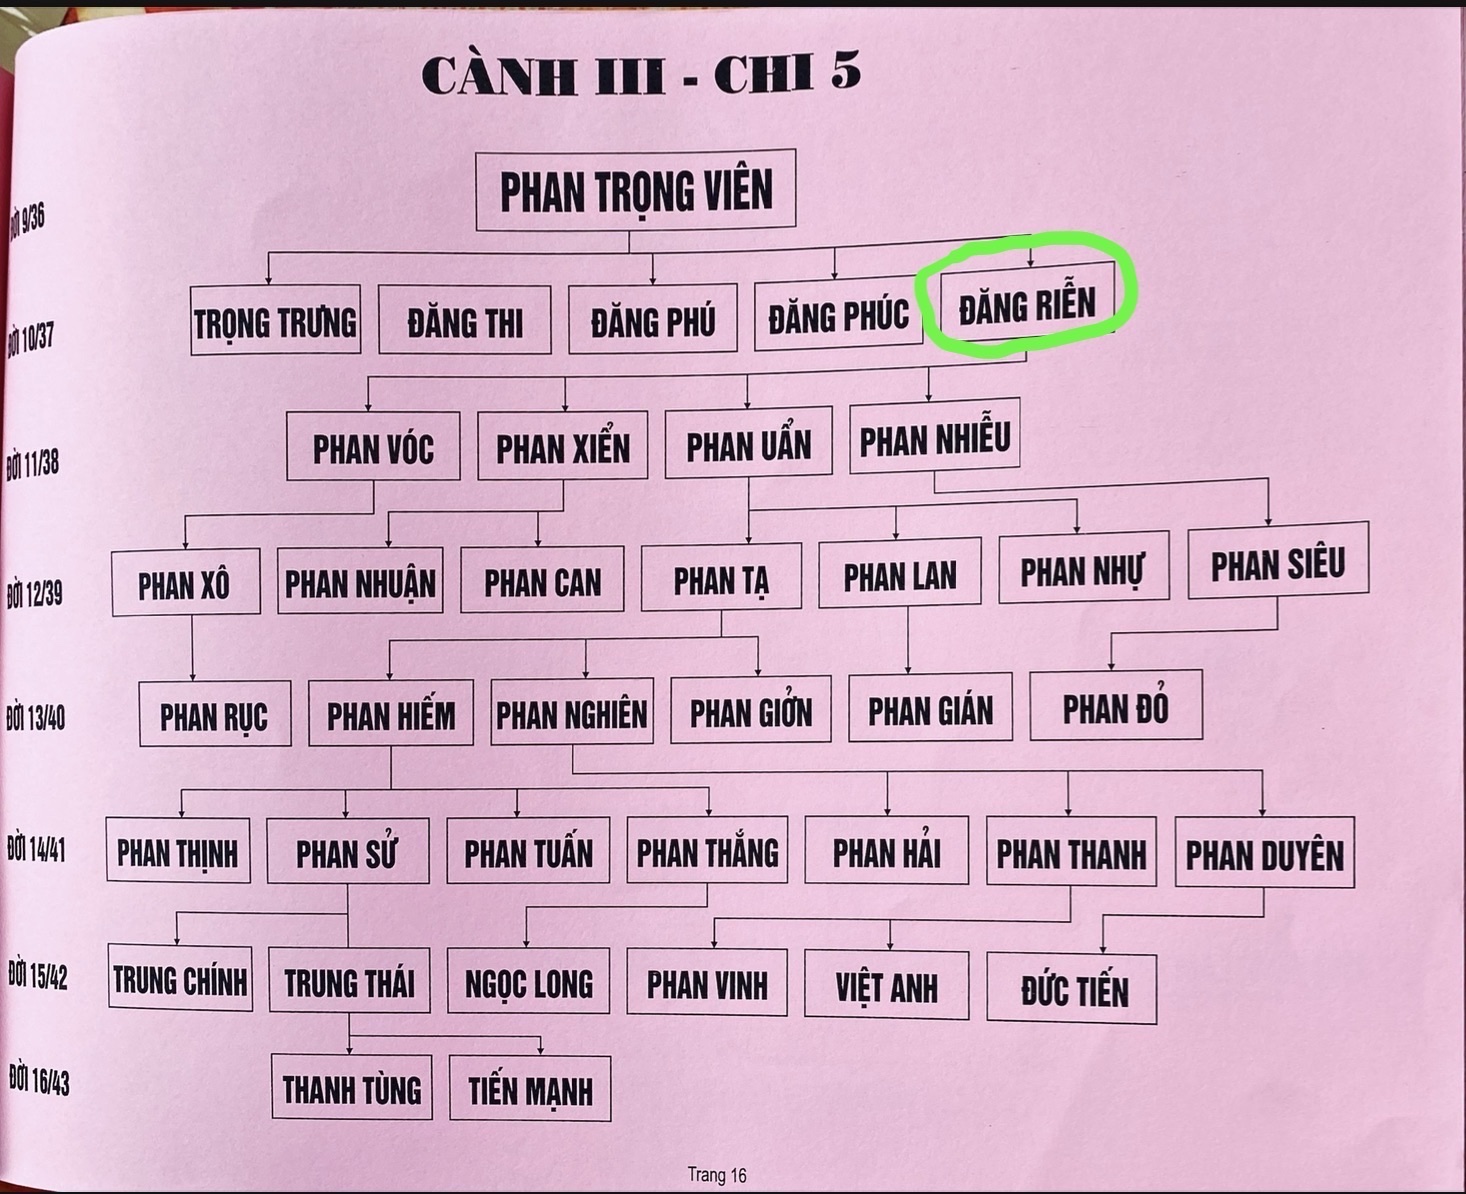 CÀNH III - CHI 5
PHAN TRỌNG VIÊN
ĐỜI 9/36
TRỌNG TRƯNG ĐĂNG THI ĐĂNG PHÚ ĐĂNG PHÚC ĐĂNG RIỄN
ĐỜI 10/37
PHAN VÓC PHAN XIỂN PHAN UẨN PHAN NHIỄU
ĐỜI 11/38
PHAN XÔ PHAN NHUẬN PHAN CAN PHAN TẠ PHAN LAN PHAN NHỰ PHAN SIÊU
ĐỜI 12/39
ĐỜI 13/40 PHAN RỤC PHAN HIẾM PHAN NGHIÊN PHAN GIỞN PHAN GIÁN PHAN ĐỎ
ĐỜI 14/41 PHAN THỊNH PHAN SỬ PHAN TUẤN PHAN THẮNG PHAN HẢI PHAN THANH PHAN DUYÊN
ĐỜI 15/42 TRUNG CHÍNH TRUNG THÁI NGỌC LONG PHAN VINH VIỆT ANH ĐỨC TIẾN
ĐỜI 16/43 THANH TÙNG TIẾN MẠNH
Trang 16